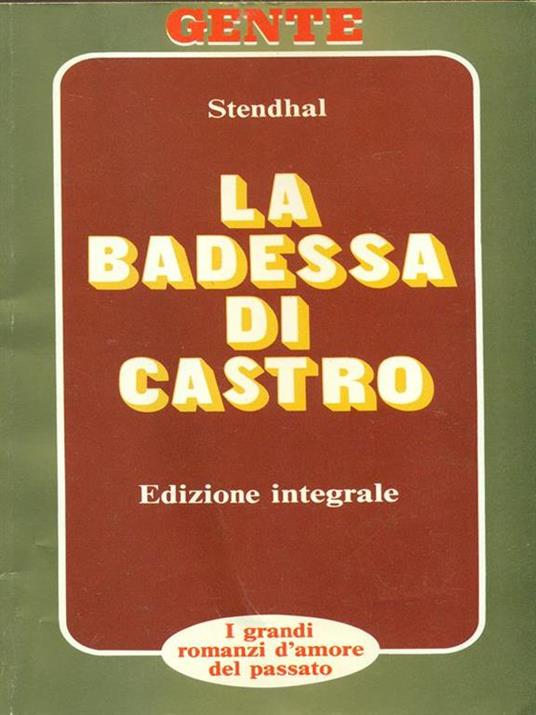 GENTE
Stendhal
LA
BADESSA
DI
CASTRO
Edizione integrale
I grandi
romanzi d'amore
del passato